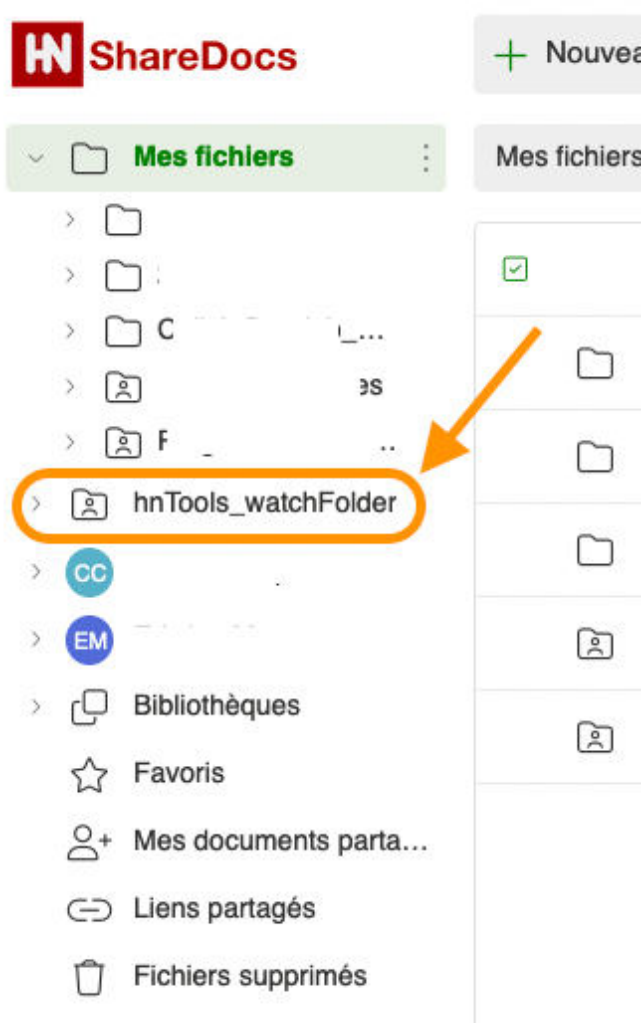 HN ShareDocs
Nouvea
Mes fichiers
Mes fichiers
C
_...
es
F _ ..
hnTools_watchFolder
CC
EM
Bibliothèques
Favoris
Mes documents parta...
Liens partagés
Fichiers supprimés